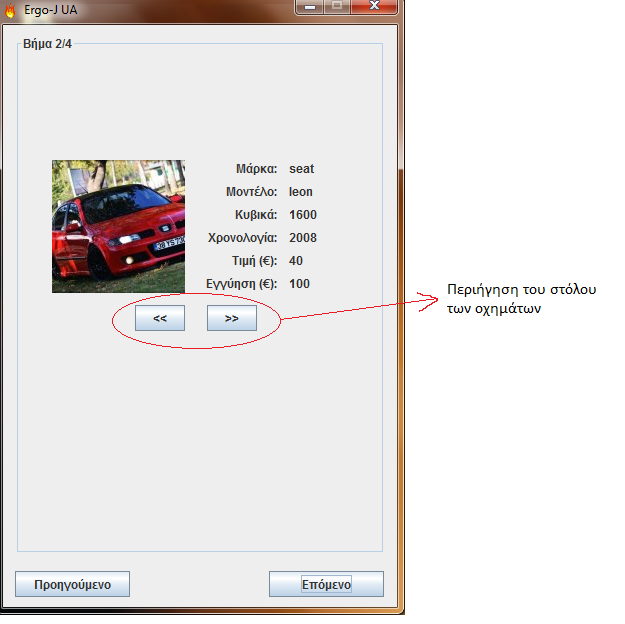 Ergo-J UA
Βήμα 2/4
Μάρκα: seat
Μοντέλο: leon
Κυβικά: 1600
Χρονολογία: 2008
Τιμή (€): 40
Εγγύηση (€): 100
<< >>
Περιήγηση του στόλου
των οχημάτων
Προηγούμενο Επόμενο